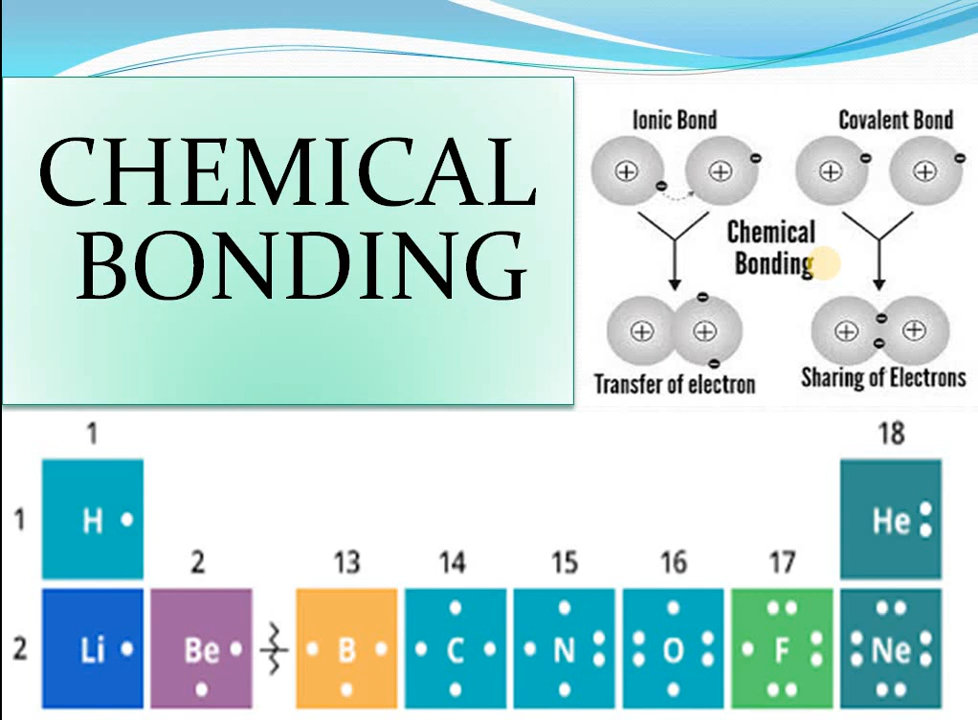 CHEMICAL
BONDING
Ionic Bond
Covalent Bond
Chemical
Bonding
Transfer of electron
Sharing of Electrons
1
18
1
H
He
2
13
14
15
16
17
2
Li
Be
B
C
N
O
F
Ne